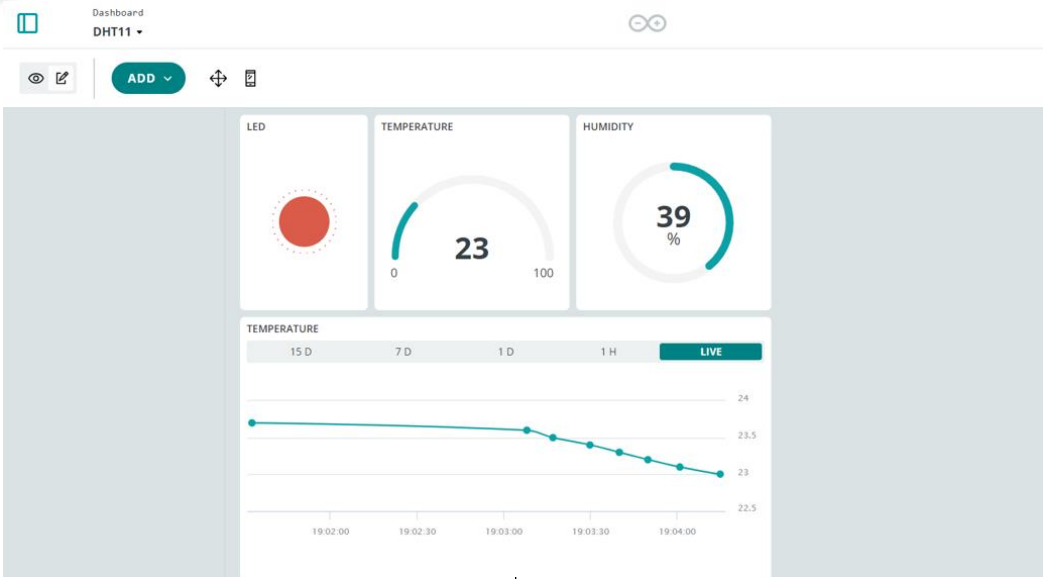 Dashboard
DHT11
ADD
LED
TEMPERATURE
HUMIDITY
23
0
100
39
%
TEMPERATURE
15 D
7 D
1 D
1 H
LIVE
24
23.5
23
22.5
19:02:00
19:02:30
19:03:00
19:03:30
19:04:00